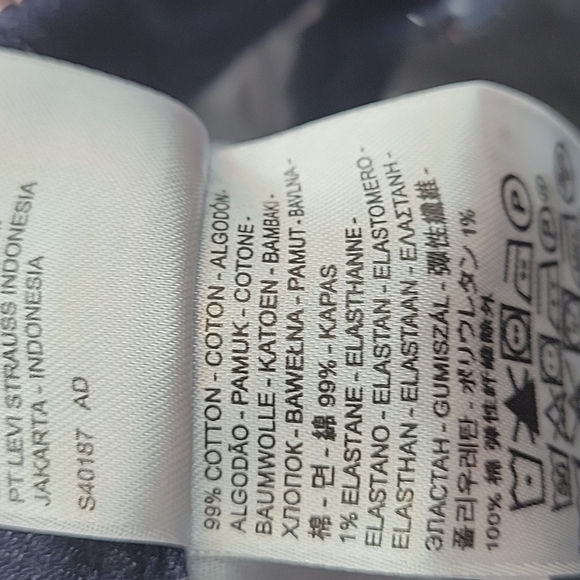 PT LEVI STRAUSS INDONESIA
JAKARTA - INDONESIA
S40187 AD
99% COTTON - COTON - ALGODÓN -
ALGODÃO - PAMUK - COTONE -
BAUMWOLLE - KATOEN - BAMBAKI -
ХЛОПОК - BAWEŁNA - PAMUT - BAVLNA -
棉 - 면 - 綿 99% - KAPAS
1% ELASTANE - ELASTHANNE -
ELASTANO - ELASTAN - ELASTOMERO -
ELASTHAN - ELASTAAN - ΕΛΑΣΤΑΝΗ -
ЭЛАСТАН - GUMISZÁL - 弹性纖維 -
폴리우레탄 - ポリウレタン 1%
100% 棉 弹性纤维除外